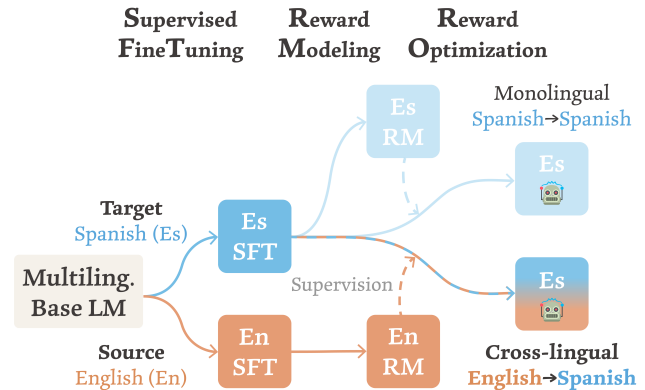 Supervised
FineTuning
Reward
Modeling
Reward
Optimization
Es
RM
Monolingual
Spanish→Spanish
Es
Target
Spanish (Es)
Es
SFT
Multiling.
Base LM
Supervision
Es
Source
English (En)
En
SFT
En
RM
Cross-lingual
English→Spanish